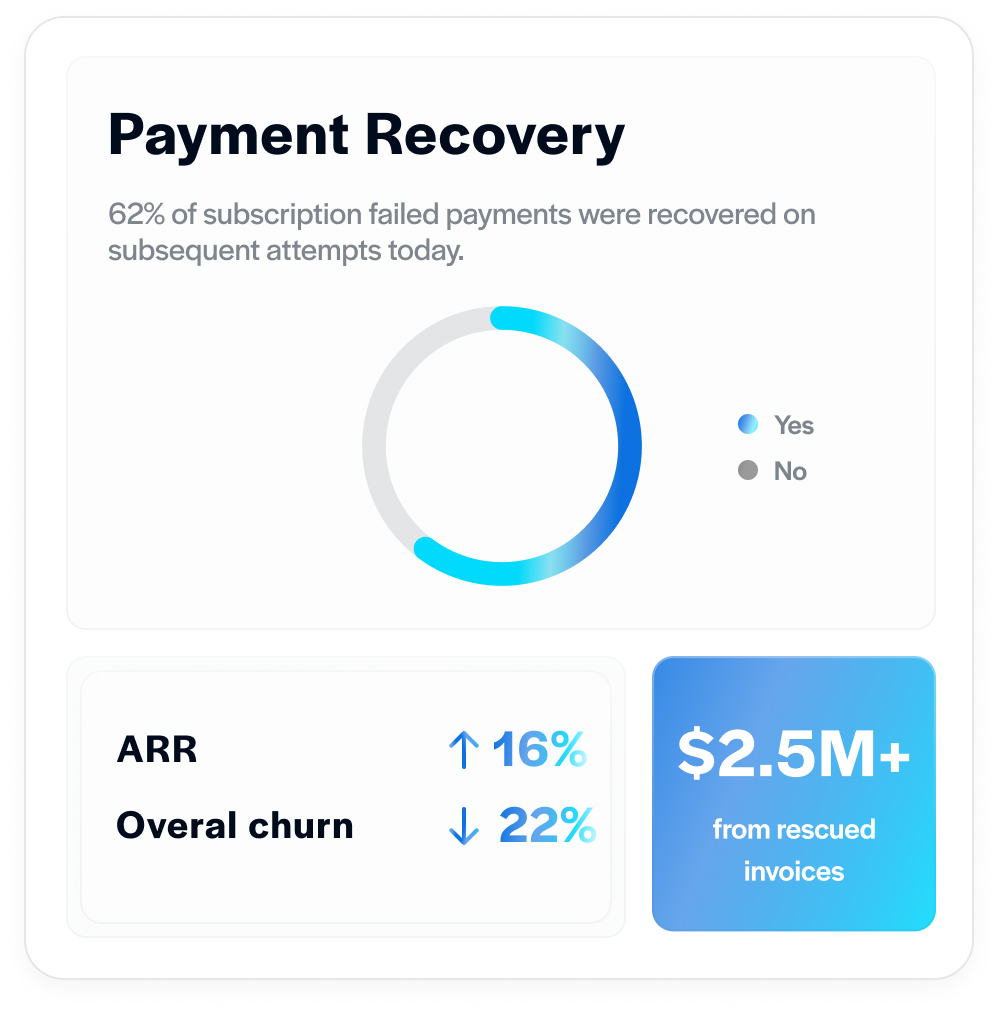 Payment Recovery
62% of subscription failed payments were recovered on
subsequent attempts today.
Yes
No
ARR ↑ 16%
Overal churn ↓ 22%
$2.5M+
from rescued
invoices